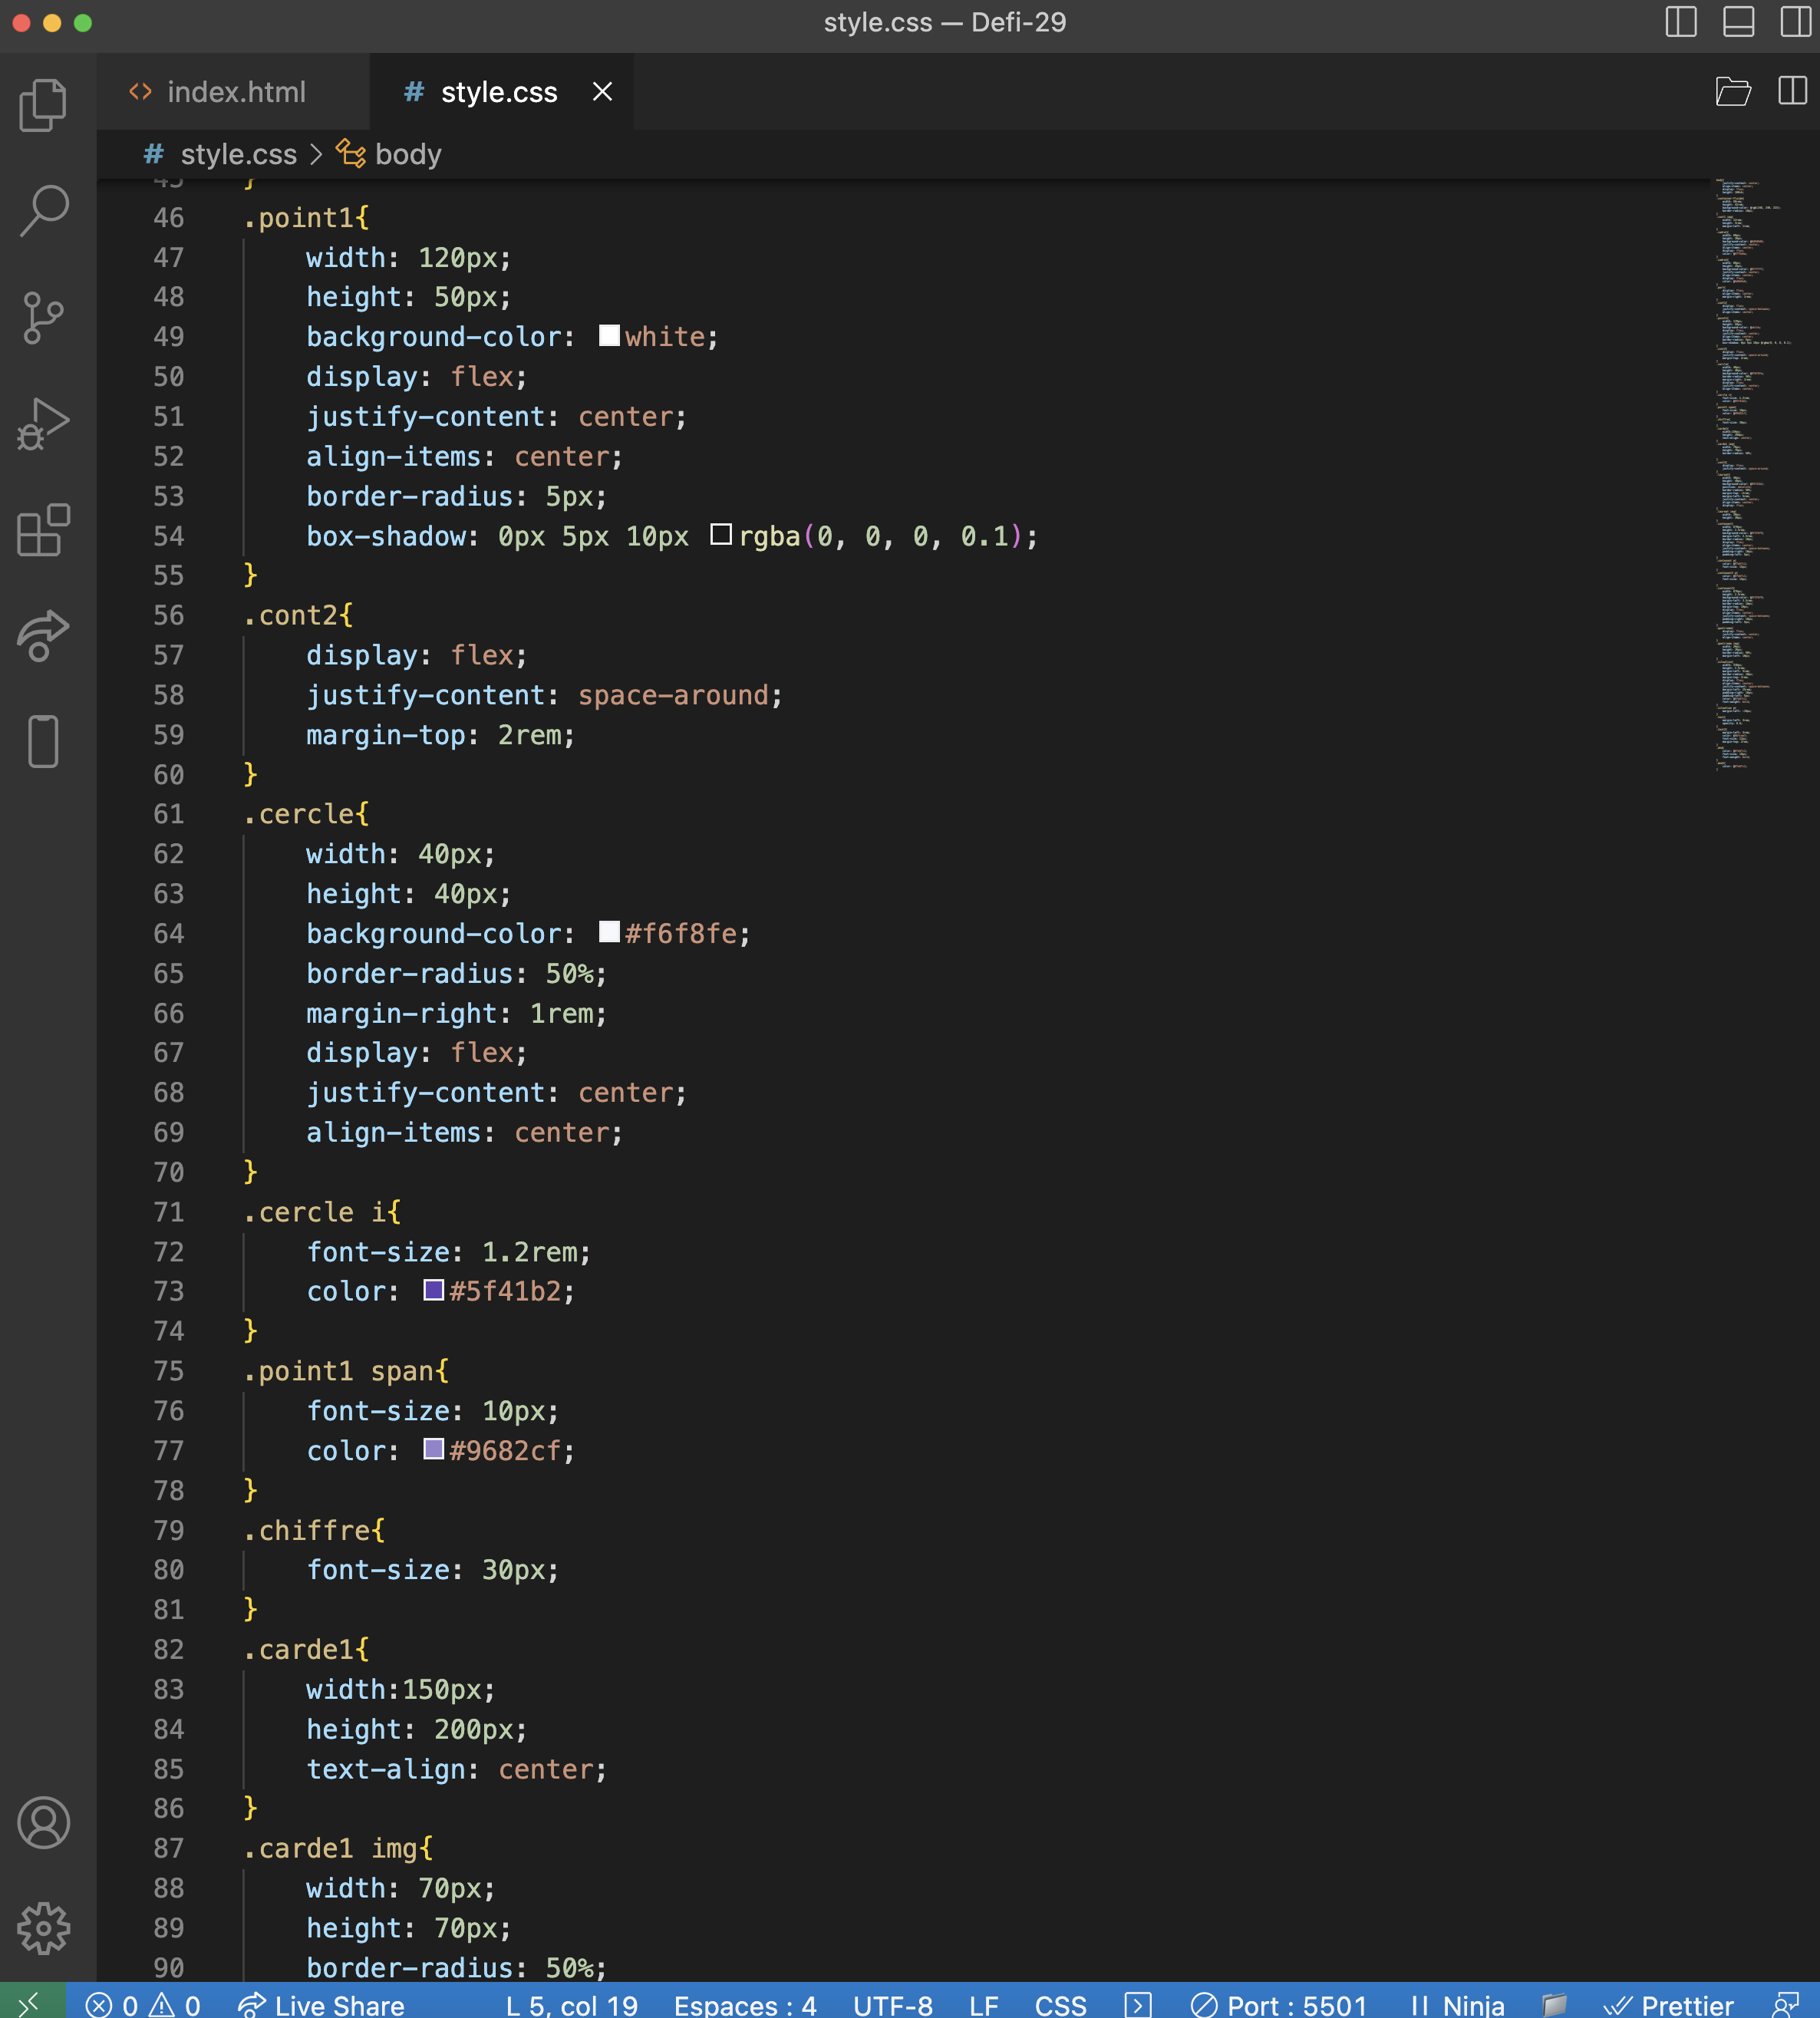 style.css — Defi-29
index.html
style.css
style.css > body
45 }
46 .point1{
47     width: 120px;
48     height: 50px;
49     background-color: white;
50     display: flex;
51     justify-content: center;
52     align-items: center;
53     border-radius: 5px;
54     box-shadow: 0px 5px 10px rgba(0, 0, 0, 0.1);
55 }
56 .cont2{
57     display: flex;
58     justify-content: space-around;
59     margin-top: 2rem;
60 }
61 .cercle{
62     width: 40px;
63     height: 40px;
64     background-color: #f6f8fe;
65     border-radius: 50%;
66     margin-right: 1rem;
67     display: flex;
68     justify-content: center;
69     align-items: center;
70 }
71 .cercle i{
72     font-size: 1.2rem;
73     color: #5f41b2;
74 }
75 .point1 span{
76     font-size: 10px;
77     color: #9682cf;
78 }
79 .chiffre{
80     font-size: 30px;
81 }
82 .carde1{
83     width:150px;
84     height: 200px;
85     text-align: center;
86 }
87 .carde1 img{
88     width: 70px;
89     height: 70px;
90     border-radius: 50%;
0 0 Live Share L 5, col 19 Espaces : 4 UTF-8 LF CSS Port : 5501 Ninja Prettier